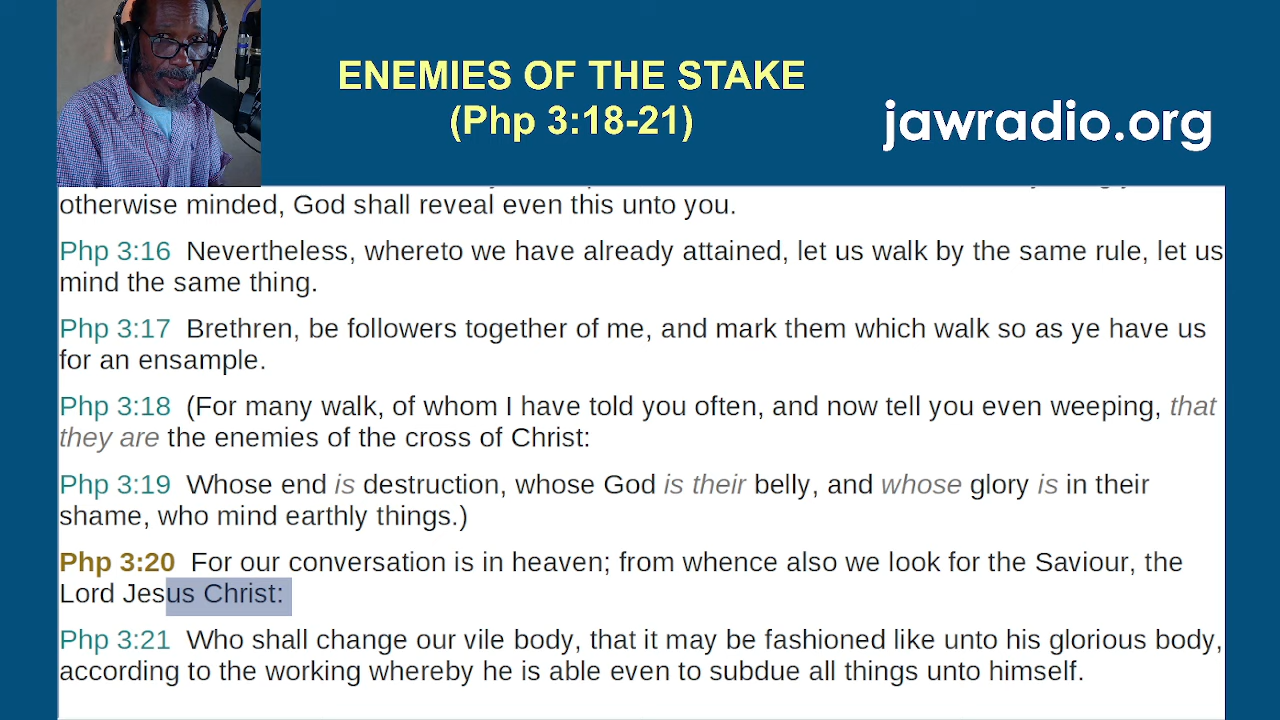 ENEMIES OF THE STAKE
(Php 3:18-21)
jawradio.org
otherwise minded, God shall reveal even this unto you.
Php 3:16 Nevertheless, whereto we have already attained, let us walk by the same rule, let us
mind the same thing.
Php 3:17 Brethren, be followers together of me, and mark them which walk so as ye have us
for an ensample.
Php 3:18 (For many walk, of whom I have told you often, and now tell you even weeping, that
they are the enemies of the cross of Christ:
Php 3:19 Whose end is destruction, whose God is their belly, and whose glory is in their
shame, who mind earthly things.)
Php 3:20 For our conversation is in heaven; from whence also we look for the Saviour, the
Lord Jesus Christ:
Php 3:21 Who shall change our vile body, that it may be fashioned like unto his glorious body,
according to the working whereby he is able even to subdue all things unto himself.